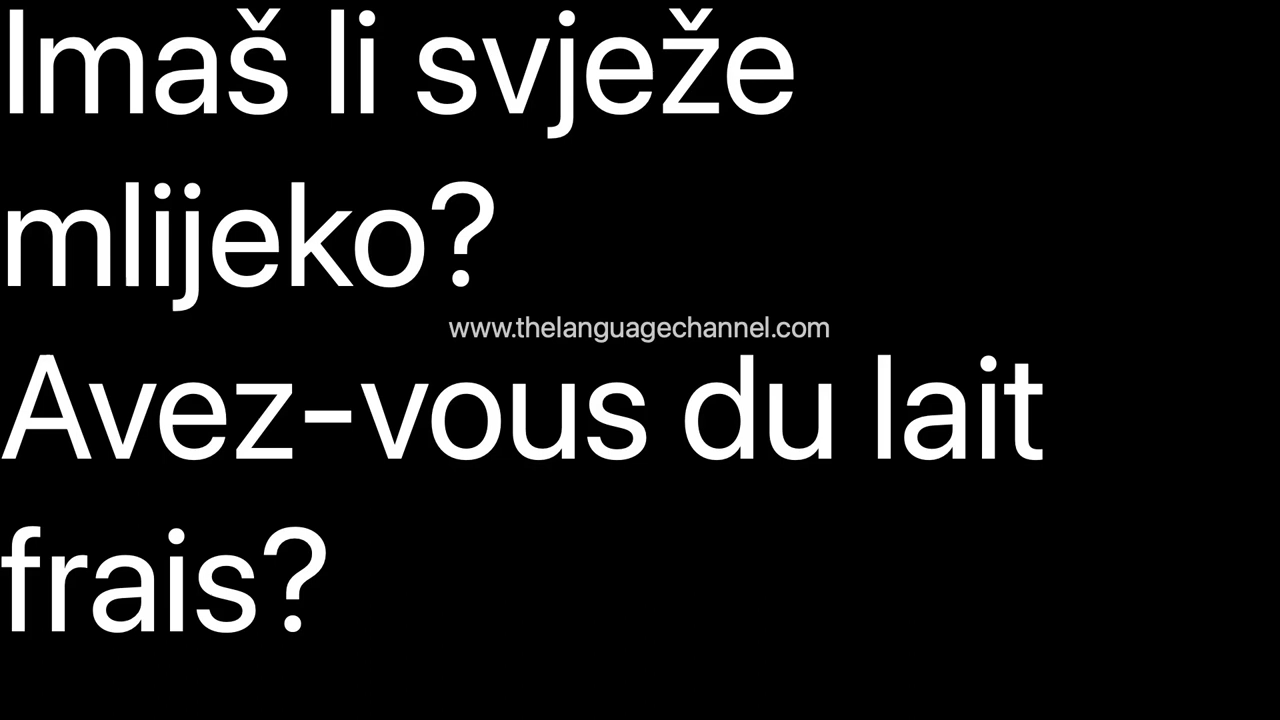 Imaš li svježe
mlijeko?
www.thelanguagechannel.com
Avez-vous du lait
frais?